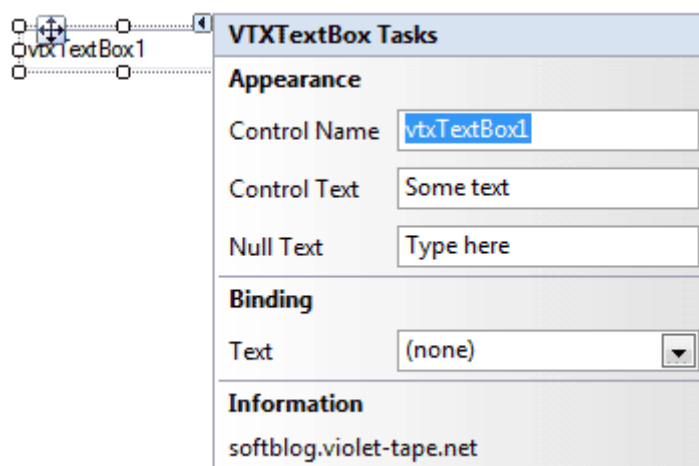 vtxTextBox1
VTXTextBox Tasks
Appearance
Control Name vtxTextBox1
Control Text Some text
Null Text Type here
Binding
Text (none)
Information
softblog.violet-tape.net